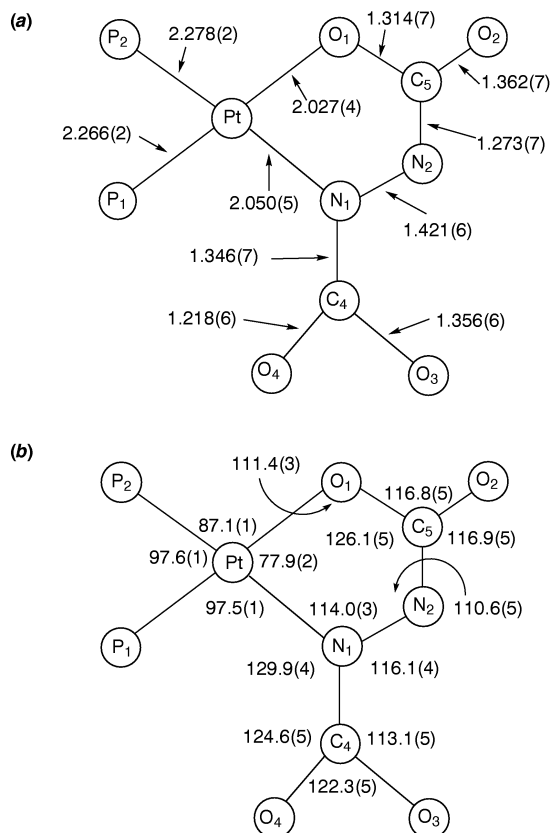 (a)
P2
2.278(2)
O1
1.314(7)
O2
C5
1.362(7)
Pt
2.027(4)
2.266(2)
1.273(7)
N2
P1
2.050(5)
N1
1.421(6)
1.346(7)
C4
1.218(6)
1.356(6)
O4
O3
(b)
111.4(3)
P2
O1
116.8(5)
O2
87.1(1)
126.1(5)
C5
116.9(5)
97.6(1)
Pt
77.9(2)
97.5(1)
114.0(3)
N2
110.6(5)
P1
N1
129.9(4)
116.1(4)
124.6(5)
C4
113.1(5)
122.3(5)
O4
O3